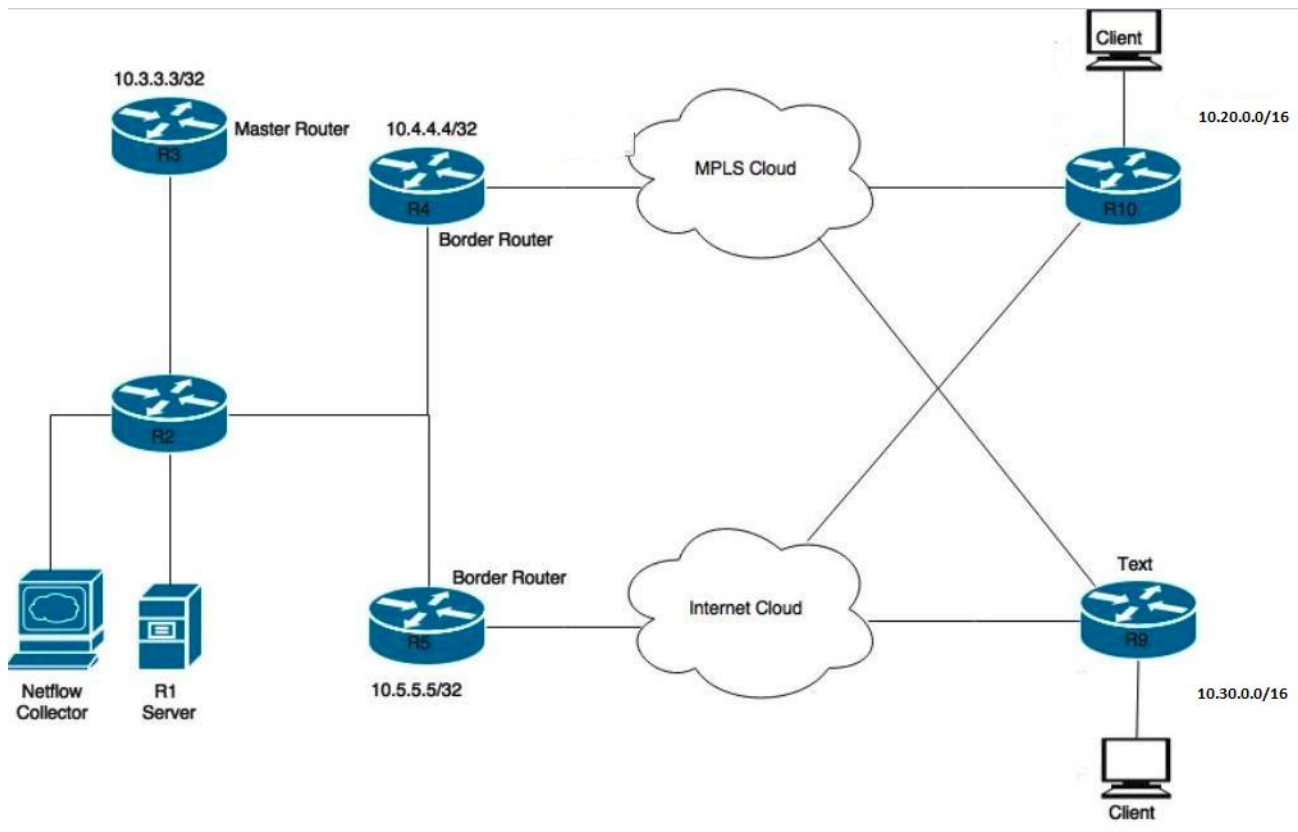 Client
10.3.3.3/32
10.20.0.0/16
Master Router
10.4.4.4/32
R3
MPLS Cloud
R4
R10
Border Router
R2
Text
Border Router
Internet Cloud
R5
R9
Netflow
Collector
R1
Server
10.5.5.5/32
10.30.0.0/16
Client